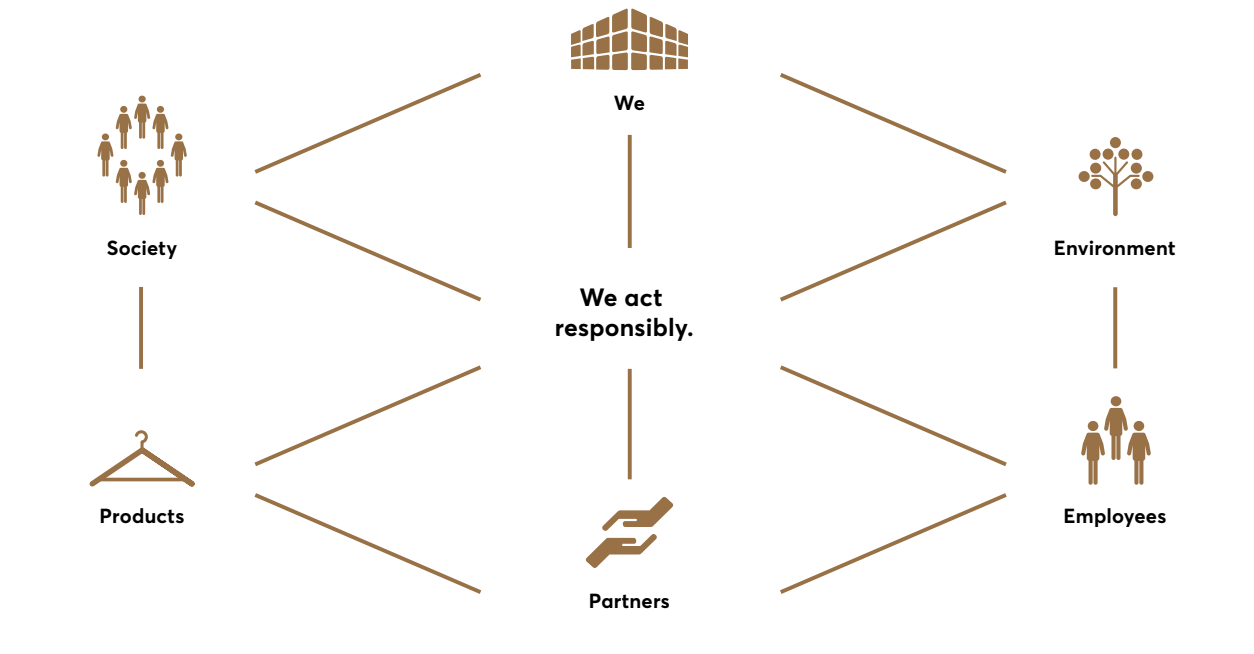 We
Society
Environment
We act
responsibly.
Products
Employees
Partners